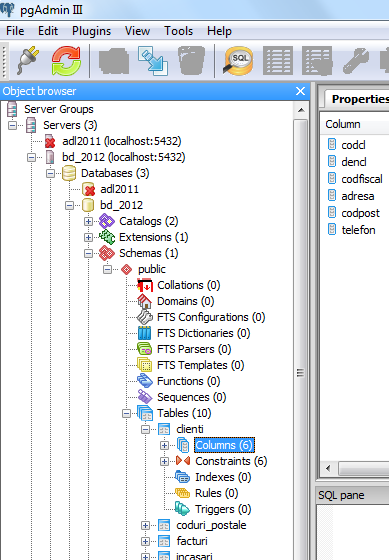 pgAdmin III
File Edit Plugins View Tools Help
SQL
Object browser
Server Groups
Servers (3)
adl2011 (localhost:5432)
bd_2012 (localhost:5432)
Databases (3)
adl2011
bd_2012
Catalogs (2)
Extensions (1)
Schemas (1)
public
Collations (0)
Domains (0)
FTS Configurations (0)
FTS Dictionaries (0)
FTS Parsers (0)
FTS Templates (0)
Functions (0)
Sequences (0)
Tables (10)
clienti
Columns (6)
Constraints (6)
Indexes (0)
Rules (0)
Triggers (0)
coduri_postale
facturi
incasari
Properties
Column
codcl
dencl
codfiscal
adresa
codpost
telefon
SQL pane